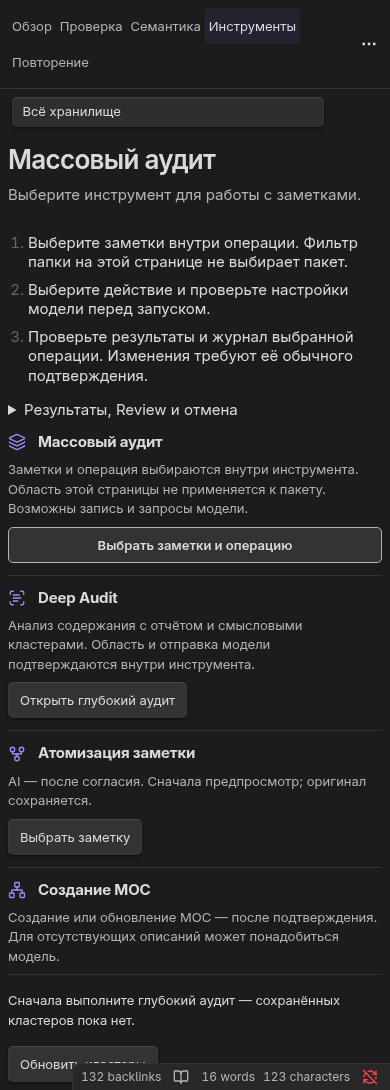 Обзор Проверка Семантика Инструменты
Повторение
Всё хранилище
Массовый аудит
Выберите инструмент для работы с заметками.
1. Выберите заметки внутри операции. Фильтр
папки на этой странице не выбирает пакет.
2. Выберите действие и проверьте настройки
модели перед запуском.
3. Проверьте результаты и журнал выбранной
операции. Изменения требуют её обычного
подтверждения.
Результаты, Review и отмена
Массовый аудит
Заметки и операция выбираются внутри инструмента.
Область этой страницы не применяется к пакету.
Возможны запись и запросы модели.
Выбрать заметки и операцию
Deep Audit
Анализ содержания с отчётом и смысловыми
кластерами. Область и отправка модели
подтверждаются внутри инструмента.
Открыть глубокий аудит
Атомизация заметки
AI — после согласия. Сначала предпросмотр; оригинал
сохраняется.
Выбрать заметку
Создание MOC
Создание или обновление MOC — после подтверждения.
Для отсутствующих описаний может понадобиться
модель.
Сначала выполните глубокий аудит — сохранённых
кластеров пока нет.
Обновить
132 backlinks 16 words 123 characters